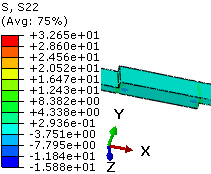 S, S22
(Avg: 75%)
+3.265e+01
+2.860e+01
+2.456e+01
+2.052e+01
+1.647e+01
+1.243e+01
+8.382e+00
+4.338e+00
+2.936e-01
-3.751e+00
-7.795e+00
-1.184e+01
-1.588e+01
Y
X
Z